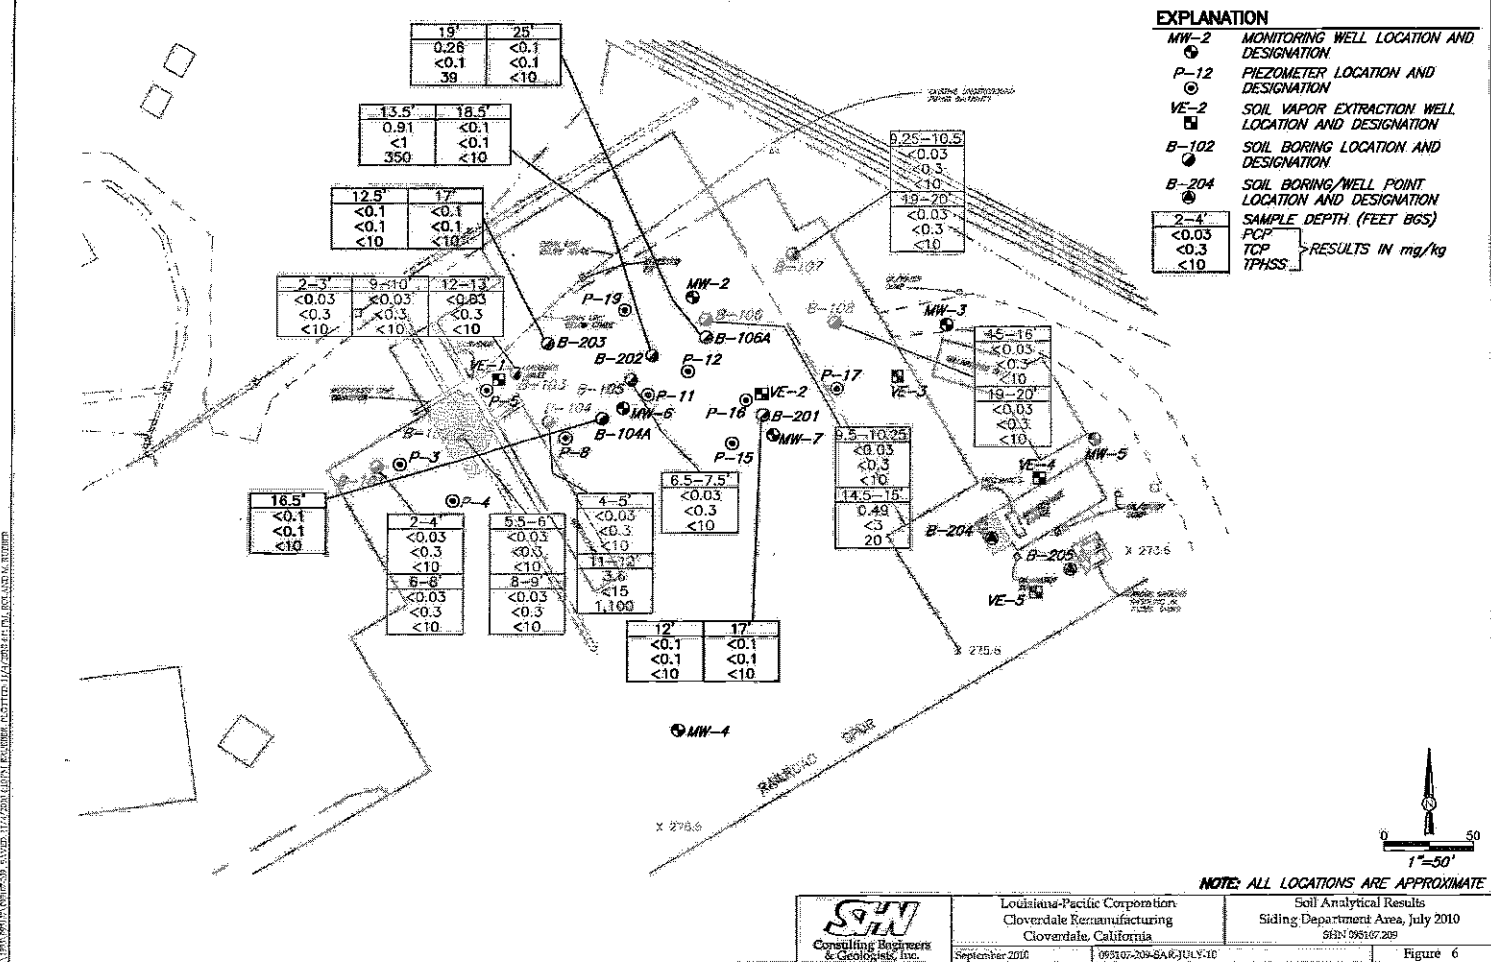 EXPLANATION
MW-2 MONITORING WELL LOCATION AND DESIGNATION
P-12 PIEZOMETER LOCATION AND DESIGNATION
VE-2 SOIL VAPOR EXTRACTION WELL LOCATION AND DESIGNATION
B-102 SOIL BORING LOCATION AND DESIGNATION
B-204 SOIL BORING/WELL POINT LOCATION AND DESIGNATION
2-4' SAMPLE DEPTH (FEET BGS)
<0.03 PCP
<0.3 TCP RESULTS IN mg/kg
<10 TPHSS
19' 25'
0.26 <0.1
<0.1 <0.1
39 <10
13.5' 18.5'
0.91 <0.1
<1 <0.1
350 <10
12.5' 17'
<0.1 <0.1
<0.1 <0.1
<10 <10
2-3' 9-10' 12-13'
<0.03 <0.03 <0.03
<0.3 <0.3 <0.3
<10 <10 <10
9.25-10.5
<0.03
<0.3
<10
19-20'
<0.03
<0.3
<10
B-107
MW-2
P-19
B-106
B-106A
B-108
MW-3
B-203
B-202
P-12
VE-1
B-103
P-5
B-105
P-11
MW-6
P-17
VE-3
VE-2
P-16
B-201
MW-7
B-104
B-104A
P-8
P-15
P-3
P-4
<0.03
<0.3
<10
19-20'
<0.03
<0.3
<10
MW-5
VE-4
9.5-10.25
<0.03
<0.3
<10
14.5-15'
0.49
<3
20
6.5-7.5'
<0.03
<0.3
<10
16.5'
<0.1
<0.1
<10
2-4'
<0.03
<0.3
<10
6-8'
<0.03
<0.3
<10
5.5-6'
<0.03
<0.3
<10
8-9'
<0.03
<0.3
<10
4-5'
<0.03
<0.3
<10
11-12'
3.6
<15
1,100
B-204
B-205
VE-5
X 273.6
12' 17'
<0.1 <0.1
<0.1 <0.1
<10 <10
X 275.6
MW-4
RAILROAD SPUR
X 276.6
N
0 50
1"=50'
NOTE: ALL LOCATIONS ARE APPROXIMATE
SHN
Consulting Engineers
& Geologists, Inc.
Louisiana-Pacific Corporation
Cloverdale Remanufacturing
Cloverdale, California
Soil Analytical Results
Siding Department Area, July 2010
SHN 095107.209
September 2010
095107-209-SAR-JULY-10
Figure 6